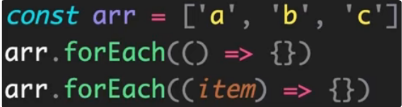 const arr = ['a', 'b', 'c']
arr.forEach(() => {})
arr.forEach((item) => {})